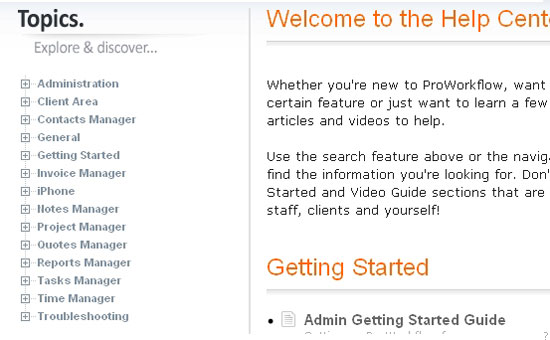 Topics.
Explore & discover...
Administration
Client Area
Contacts Manager
General
Getting Started
Invoice Manager
iPhone
Notes Manager
Project Manager
Quotes Manager
Reports Manager
Tasks Manager
Time Manager
Troubleshooting
Welcome to the Help Cent
Whether you're new to ProWorkflow, want
certain feature or just want to learn a few
articles and videos to help.
Use the search feature above or the navig
find the information you're looking for. Don'
Started and Video Guide sections that are
staff, clients and yourself!
Getting Started
Admin Getting Started Guide